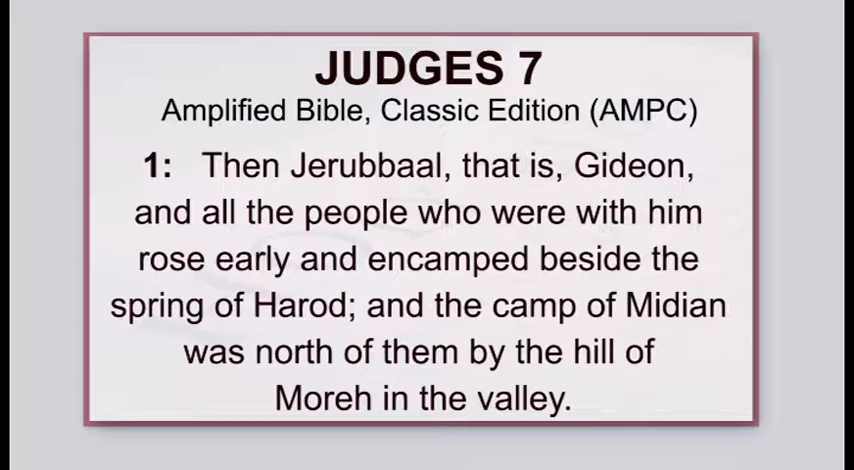 JUDGES 7
Amplified Bible, Classic Edition (AMPC)
1: Then Jerubbaal, that is, Gideon,
and all the people who were with him
rose early and encamped beside the
spring of Harod; and the camp of Midian
was north of them by the hill of
Moreh in the valley.